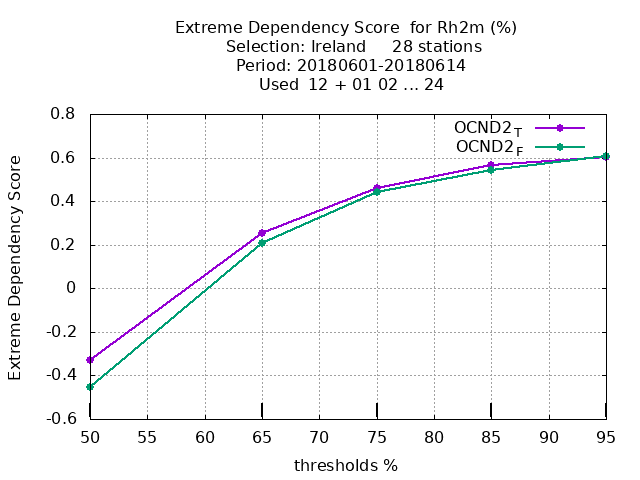 Extreme Dependency Score  for Rh2m (%)
Selection: Ireland     28 stations
Period: 20180601-20180614
Used  12 + 01 02 ... 24
OCND2_T
OCND2_F
Extreme Dependency Score
0.8
0.6
0.4
0.2
0
-0.2
-0.4
-0.6
50 55 60 65 70 75 80 85 90 95
thresholds %